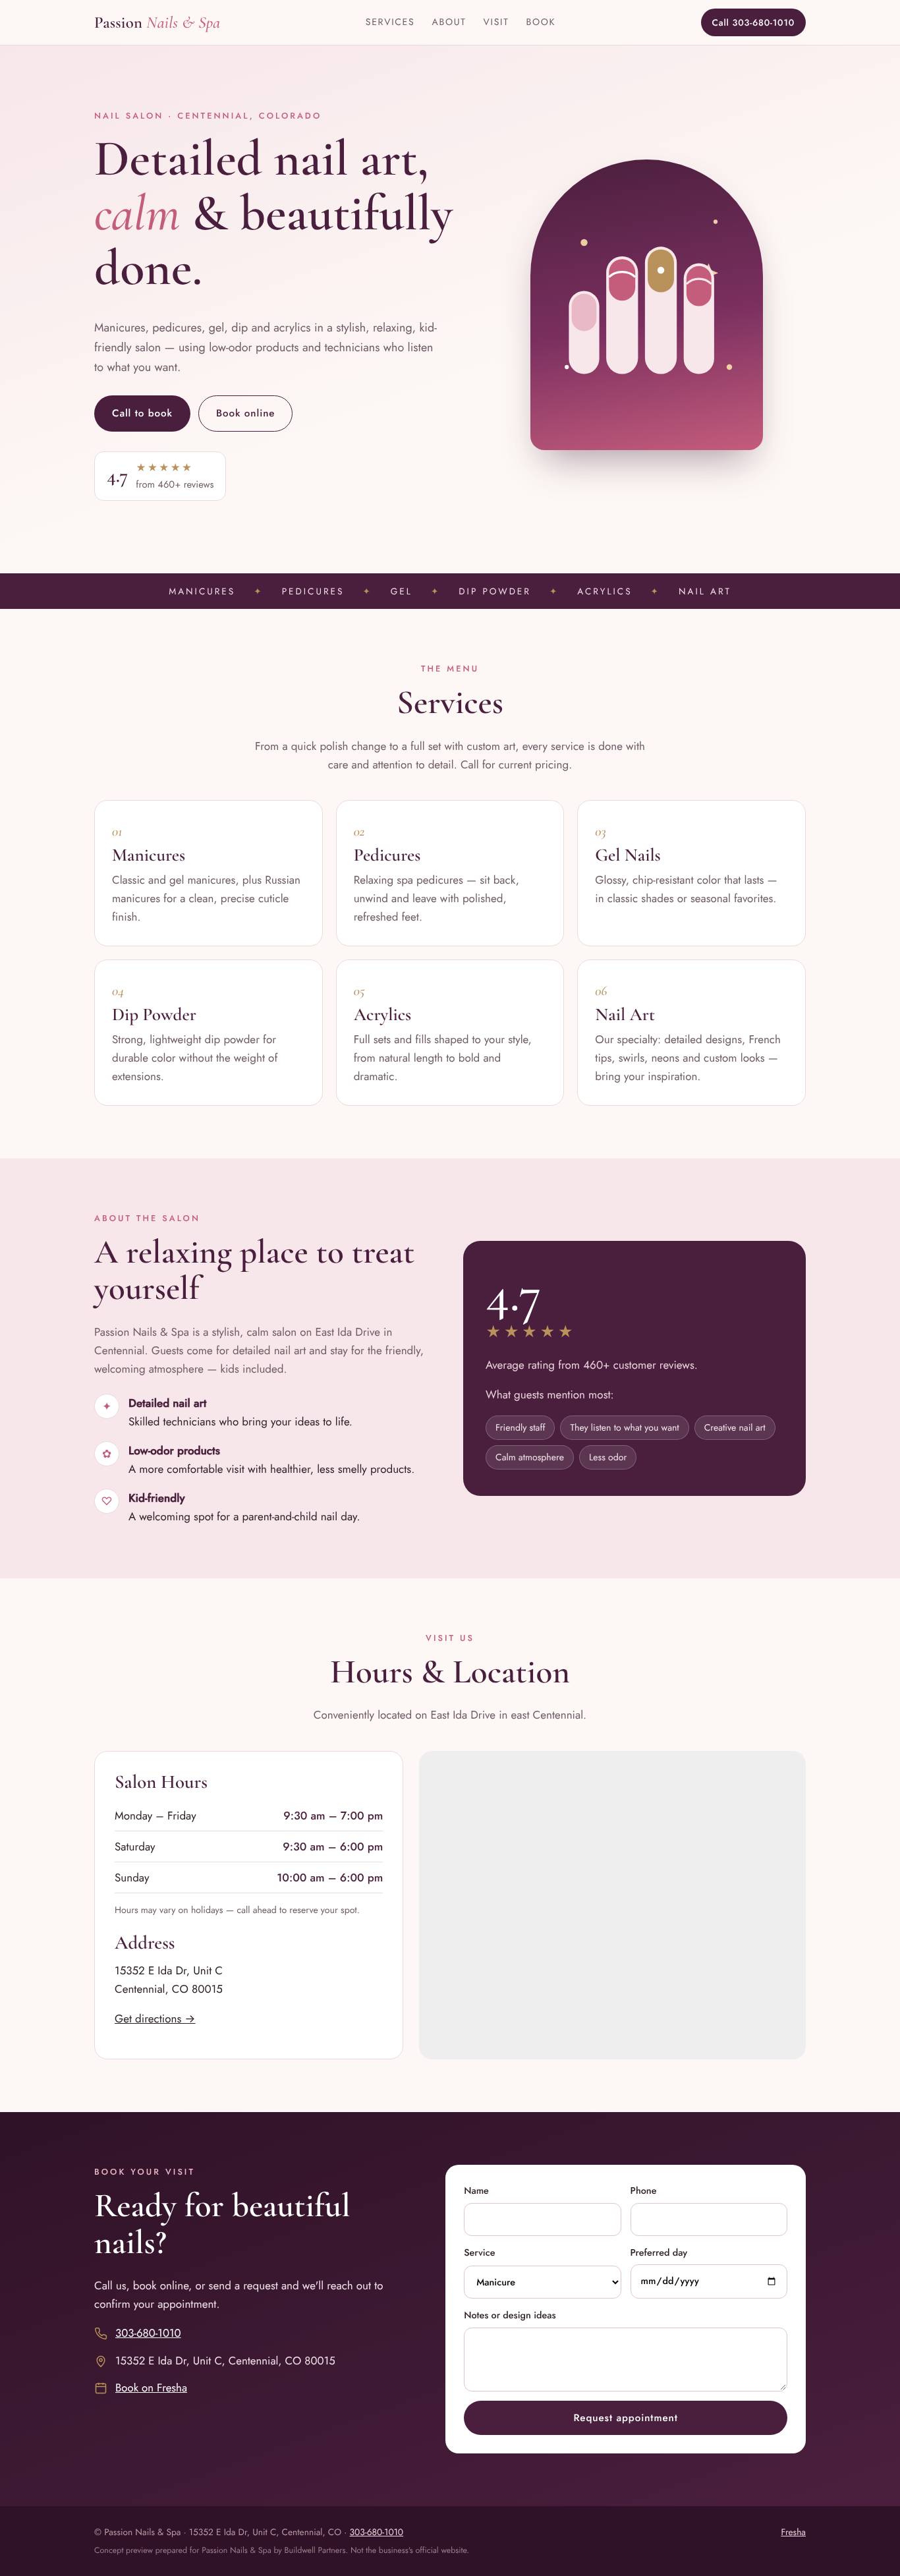 Passion Nails & Spa
SERVICES ABOUT VISIT BOOK
Call 303-680-1010
NAIL SALON · CENTENNIAL, COLORADO
Detailed nail art,
calm & beautifully
done.
Manicures, pedicures, gel, dip and acrylics in a stylish, relaxing, kid-
friendly salon — using low-odor products and technicians who listen
to what you want.
Call to book
Book online
4.7
★★★★★
from 460+ reviews
MANICURES ✦ PEDICURES ✦ GEL ✦ DIP POWDER ✦ ACRYLICS ✦ NAIL ART
THE MENU
Services
From a quick polish change to a full set with custom art, every service is done with
care and attention to detail. Call for current pricing.
01
Manicures
Classic and gel manicures, plus Russian
manicures for a clean, precise cuticle
finish.
02
Pedicures
Relaxing spa pedicures — sit back,
unwind and leave with polished,
refreshed feet.
03
Gel Nails
Glossy, chip-resistant color that lasts —
in classic shades or seasonal favorites.
04
Dip Powder
Strong, lightweight dip powder for
durable color without the weight of
extensions.
05
Acrylics
Full sets and fills shaped to your style,
from natural length to bold and
dramatic.
06
Nail Art
Our specialty: detailed designs, French
tips, swirls, neons and custom looks —
bring your inspiration.
ABOUT THE SALON
A relaxing place to treat
yourself
Passion Nails & Spa is a stylish, calm salon on East Ida Drive in
Centennial. Guests come for detailed nail art and stay for the friendly,
welcoming atmosphere — kids included.
Detailed nail art
Skilled technicians who bring your ideas to life.
Low-odor products
A more comfortable visit with healthier, less smelly products.
Kid-friendly
A welcoming spot for a parent-and-child nail day.
4.7
★★★★★
Average rating from 460+ customer reviews.
What guests mention most:
Friendly staff
They listen to what you want
Creative nail art
Calm atmosphere
Less odor
VISIT US
Hours & Location
Conveniently located on East Ida Drive in east Centennial.
Salon Hours
Monday – Friday 9:30 am – 7:00 pm
Saturday 9:30 am – 6:00 pm
Sunday 10:00 am – 6:00 pm
Hours may vary on holidays — call ahead to reserve your spot.
Address
15352 E Ida Dr, Unit C
Centennial, CO 80015
Get directions →
BOOK YOUR VISIT
Ready for beautiful
nails?
Call us, book online, or send a request and we'll reach out to
confirm your appointment.
303-680-1010
15352 E Ida Dr, Unit C, Centennial, CO 80015
Book on Fresha
Name
Phone
Service
Preferred day
Manicure
mm/dd/yyyy
Notes or design ideas
Request appointment
© Passion Nails & Spa · 15352 E Ida Dr, Unit C, Centennial, CO · 303-680-1010
Fresha
Concept preview prepared for Passion Nails & Spa by Buildwell Partners. Not the business's official website.